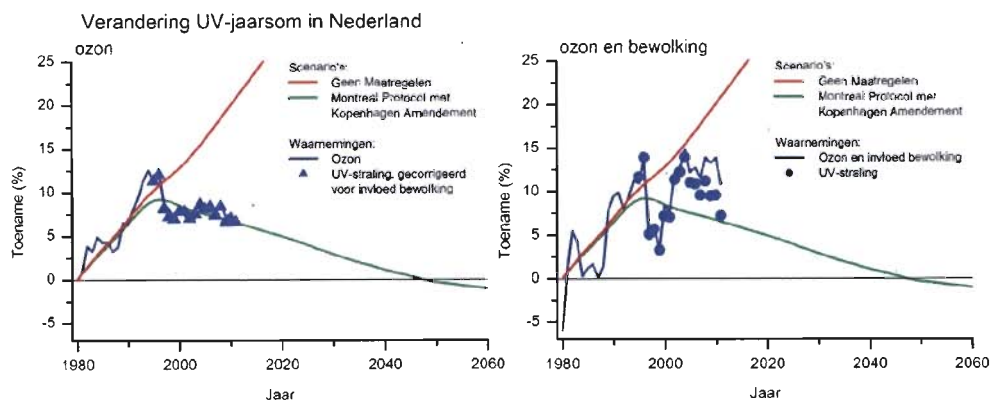 Verandering UV-jaarsom in Nederland
ozon
Toename (%)
25
20
15
10
5
0
-5
Scenario's:
Geen Maatregelen
Montreal Protocol met
Kopenhagen Amendement
Waarnemingen:
Ozon
UV-straling, gecorrigeerd
voor invloed bewolking
1980
2000
2020
2040
2060
Jaar
ozon en bewolking
Toename (%)
25
20
15
10
5
0
-5
Scenario's:
Geen Maatregelen
Montreal Protocol met
Kopenhagen Amendement
Waarnemingen:
Ozon en invloed bewolking
UV-straling
1980
2000
2020
2040
2060
Jaar